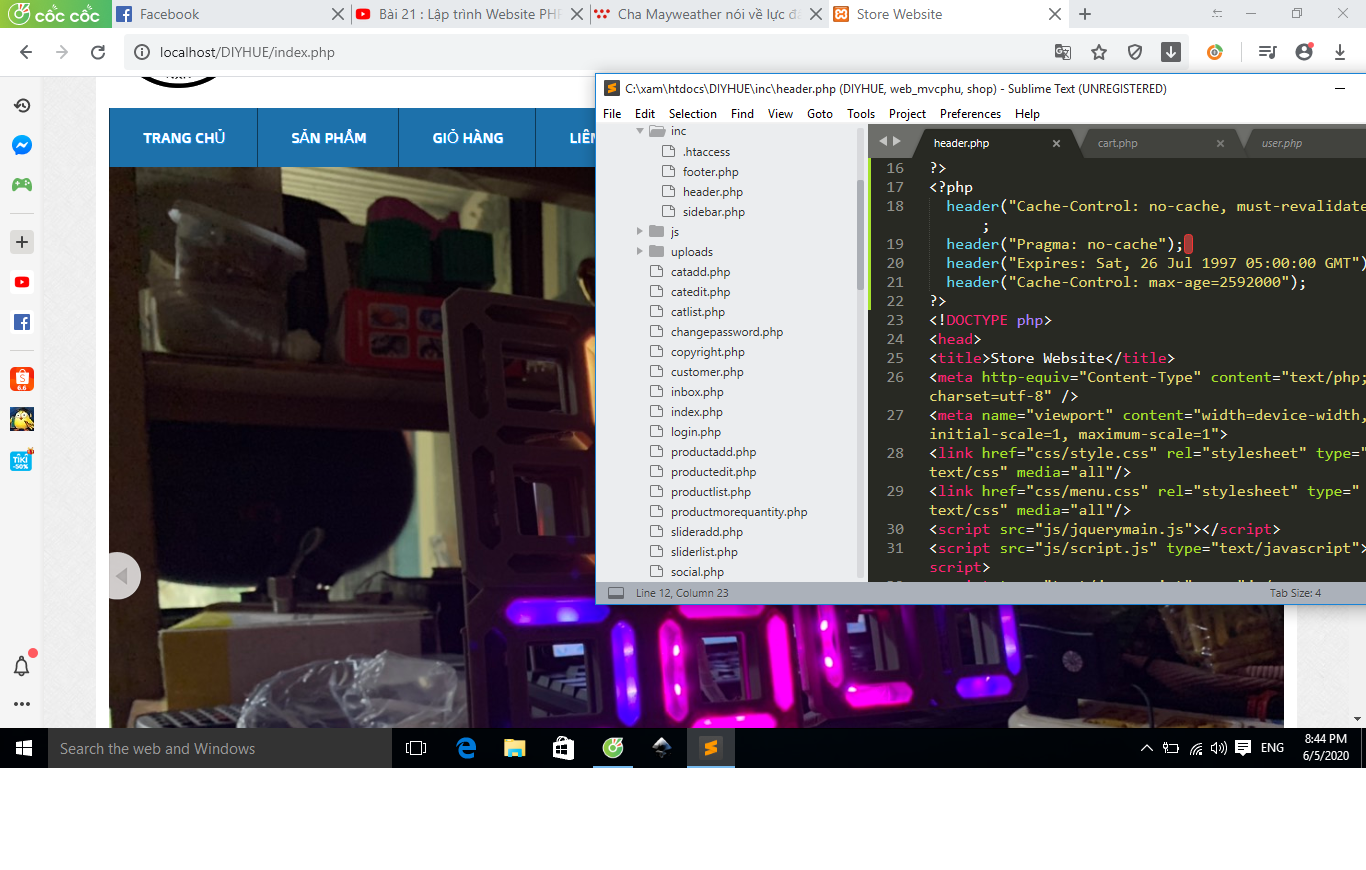 cốc cốc
Facebook
Bài 21 : Lập trình Website PHP
Cha Mayweather nói về lực đấ
Store Website
localhost/DIYHUE/index.php
TRANG CHỦ
SẢN PHẨM
GIỎ HÀNG
LIÊN
C:\xam\htdocs\DIYHUE\inc\header.php (DIYHUE, web_mvcphu, shop) - Sublime Text (UNREGISTERED)
File Edit Selection Find View Goto Tools Project Preferences Help
inc
.htaccess
footer.php
header.php
sidebar.php
js
uploads
catadd.php
catedit.php
catlist.php
changepassword.php
copyright.php
customer.php
inbox.php
index.php
login.php
productadd.php
productedit.php
productlist.php
productmorequantity.php
slideradd.php
sliderlist.php
social.php
header.php
cart.php
user.php
16 ?>
17 <?php
18 header("Cache-Control: no-cache, must-revalidate
;
19 header("Pragma: no-cache");
20 header("Expires: Sat, 26 Jul 1997 05:00:00 GMT")
21 header("Cache-Control: max-age=2592000");
22 ?>
23 <!DOCTYPE php>
24 <head>
25 <title>Store Website</title>
26 <meta http-equiv="Content-Type" content="text/php;
charset=utf-8" />
27 <meta name="viewport" content="width=device-width,
initial-scale=1, maximum-scale=1">
28 <link href="css/style.css" rel="stylesheet" type="
text/css" media="all"/>
29 <link href="css/menu.css" rel="stylesheet" type="
text/css" media="all"/>
30 <script src="js/jquerymain.js"></script>
31 <script src="js/script.js" type="text/javascript">
script>
Line 12, Column 23
Tab Size: 4
Search the web and Windows
ENG
8:44 PM
6/5/2020